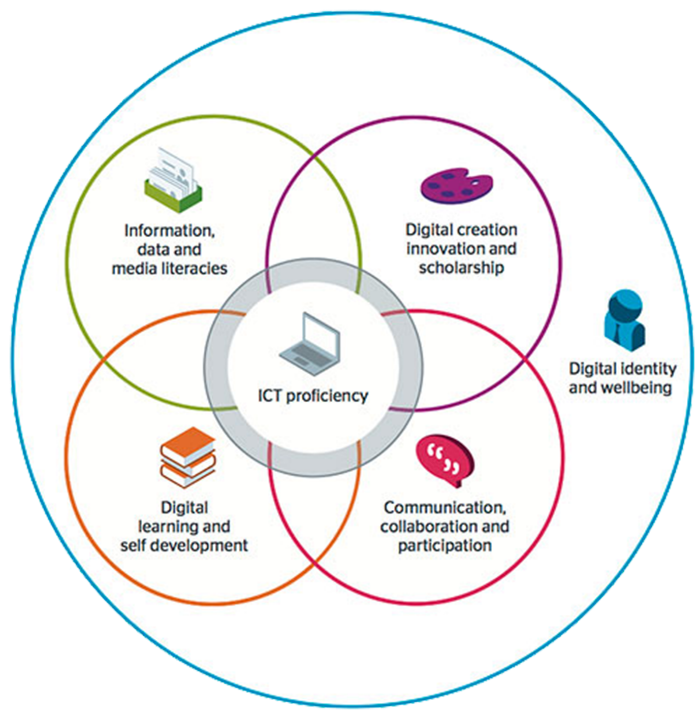 Information,
data and
media literacies
Digital creation
innovation and
scholarship
ICT proficiency
Digital identity
and wellbeing
Digital
learning and
self development
Communication,
collaboration and
participation